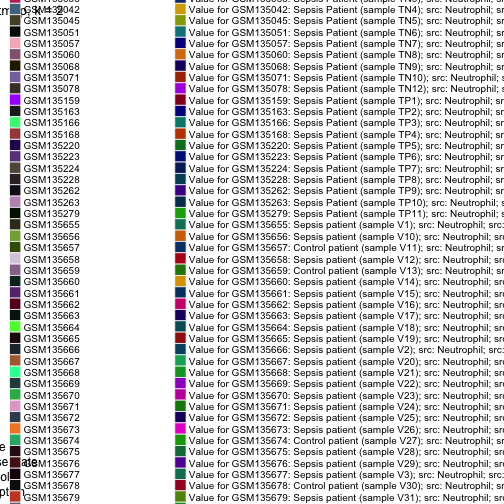 GSM135042 Value for GSM135042: Sepsis Patient (sample TN4); src: Neutrophil; sr
GSM135045 Value for GSM135045: Sepsis Patient (sample TN5); src: Neutrophil; sr
GSM135051 Value for GSM135051: Sepsis Patient (sample TN6); src: Neutrophil; sr
GSM135057 Value for GSM135057: Sepsis Patient (sample TN7); src: Neutrophil; sr
GSM135060 Value for GSM135060: Sepsis Patient (sample TN8); src: Neutrophil; sr
GSM135068 Value for GSM135068: Sepsis Patient (sample TN9); src: Neutrophil; sr
GSM135071 Value for GSM135071: Sepsis Patient (sample TN10); src: Neutrophil; s
GSM135078 Value for GSM135078: Sepsis Patient (sample TN12); src: Neutrophil; s
GSM135159 Value for GSM135159: Sepsis Patient (sample TP1); src: Neutrophil; sr
GSM135163 Value for GSM135163: Sepsis Patient (sample TP2); src: Neutrophil; sr
GSM135166 Value for GSM135166: Sepsis Patient (sample TP3); src: Neutrophil; sr
GSM135168 Value for GSM135168: Sepsis Patient (sample TP4); src: Neutrophil; sr
GSM135220 Value for GSM135220: Sepsis Patient (sample TP5); src: Neutrophil; sr
GSM135223 Value for GSM135223: Sepsis Patient (sample TP6); src: Neutrophil; sr
GSM135224 Value for GSM135224: Sepsis Patient (sample TP7); src: Neutrophil; sr
GSM135228 Value for GSM135228: Sepsis Patient (sample TP8); src: Neutrophil; sr
GSM135262 Value for GSM135262: Sepsis Patient (sample TP9); src: Neutrophil; sr
GSM135263 Value for GSM135263: Sepsis Patient (sample TP10); src: Neutrophil; s
GSM135279 Value for GSM135279: Sepsis Patient (sample TP11); src: Neutrophil; s
GSM135655 Value for GSM135655: Sepsis patient (sample V1); src: Neutrophil; src:
GSM135656 Value for GSM135656: Sepsis patient (sample V10); src: Neutrophil; sr
GSM135657 Value for GSM135657: Control patient (sample V11); src: Neutrophil; s
GSM135658 Value for GSM135658: Sepsis patient (sample V12); src: Neutrophil; sr
GSM135659 Value for GSM135659: Control patient (sample V13); src: Neutrophil; s
GSM135660 Value for GSM135660: Sepsis patient (sample V14); src: Neutrophil; sr
GSM135661 Value for GSM135661: Sepsis patient (sample V15); src: Neutrophil; sr
GSM135662 Value for GSM135662: Sepsis patient (sample V16); src: Neutrophil; sr
GSM135663 Value for GSM135663: Sepsis patient (sample V17); src: Neutrophil; sr
GSM135664 Value for GSM135664: Sepsis patient (sample V18); src: Neutrophil; sr
GSM135665 Value for GSM135665: Sepsis patient (sample V19); src: Neutrophil; sr
GSM135666 Value for GSM135666: Sepsis patient (sample V2); src: Neutrophil; src:
GSM135667 Value for GSM135667: Sepsis patient (sample V20); src: Neutrophil; sr
GSM135668 Value for GSM135668: Sepsis patient (sample V21); src: Neutrophil; sr
GSM135669 Value for GSM135669: Sepsis patient (sample V22); src: Neutrophil; sr
GSM135670 Value for GSM135670: Sepsis patient (sample V23); src: Neutrophil; sr
GSM135671 Value for GSM135671: Sepsis patient (sample V24); src: Neutrophil; sr
GSM135672 Value for GSM135672: Sepsis patient (sample V25); src: Neutrophil; sr
GSM135673 Value for GSM135673: Sepsis patient (sample V26); src: Neutrophil; sr
GSM135674 Value for GSM135674: Control patient (sample V27); src: Neutrophil; s
GSM135675 Value for GSM135675: Sepsis patient (sample V28); src: Neutrophil; sr
GSM135676 Value for GSM135676: Sepsis patient (sample V29); src: Neutrophil; sr
GSM135677 Value for GSM135677: Sepsis patient (sample V3); src: Neutrophil; src:
GSM135678 Value for GSM135678: Control patient (sample V30); src: Neutrophil; s
GSM135679 Value for GSM135679: Sepsis patient (sample V31); src: Neutrophil; sr